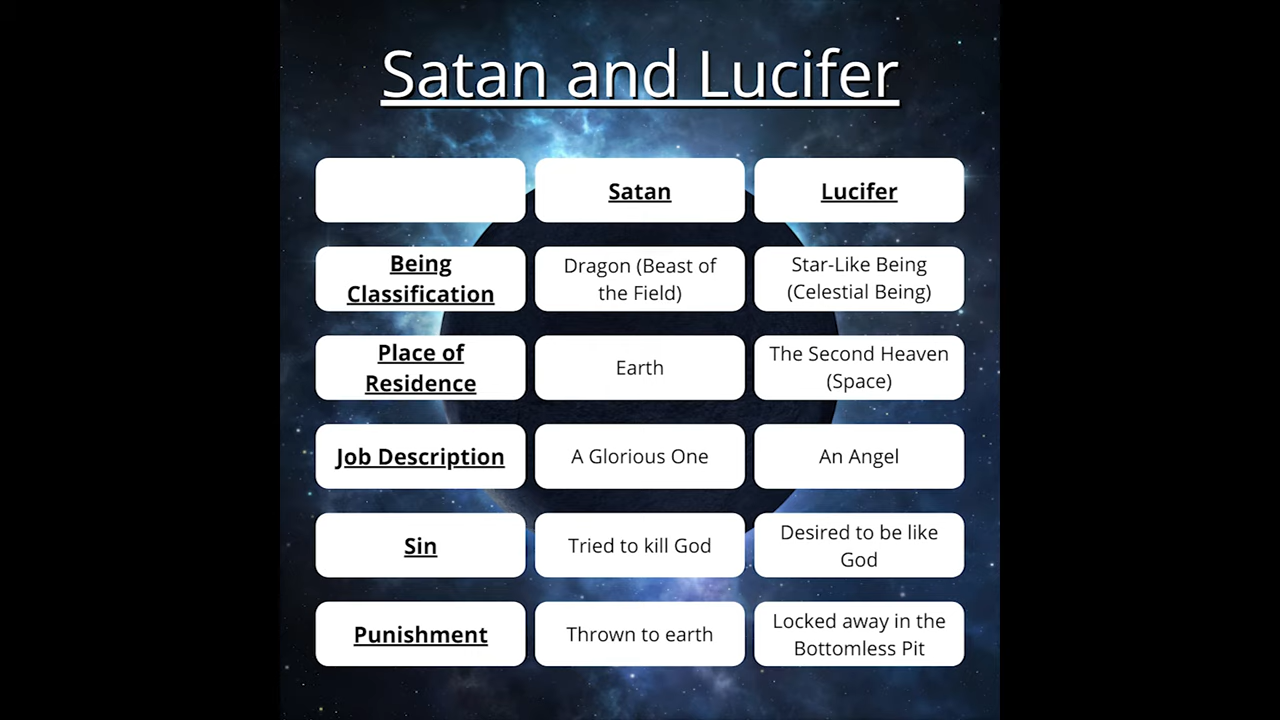 Satan and Lucifer
Satan
Lucifer
Being
Classification
Dragon (Beast of
the Field)
Star-Like Being
(Celestial Being)
Place of
Residence
Earth
The Second Heaven
(Space)
Job Description
A Glorious One
An Angel
Sin
Tried to kill God
Desired to be like
God
Punishment
Thrown to earth
Locked away in the
Bottomless Pit